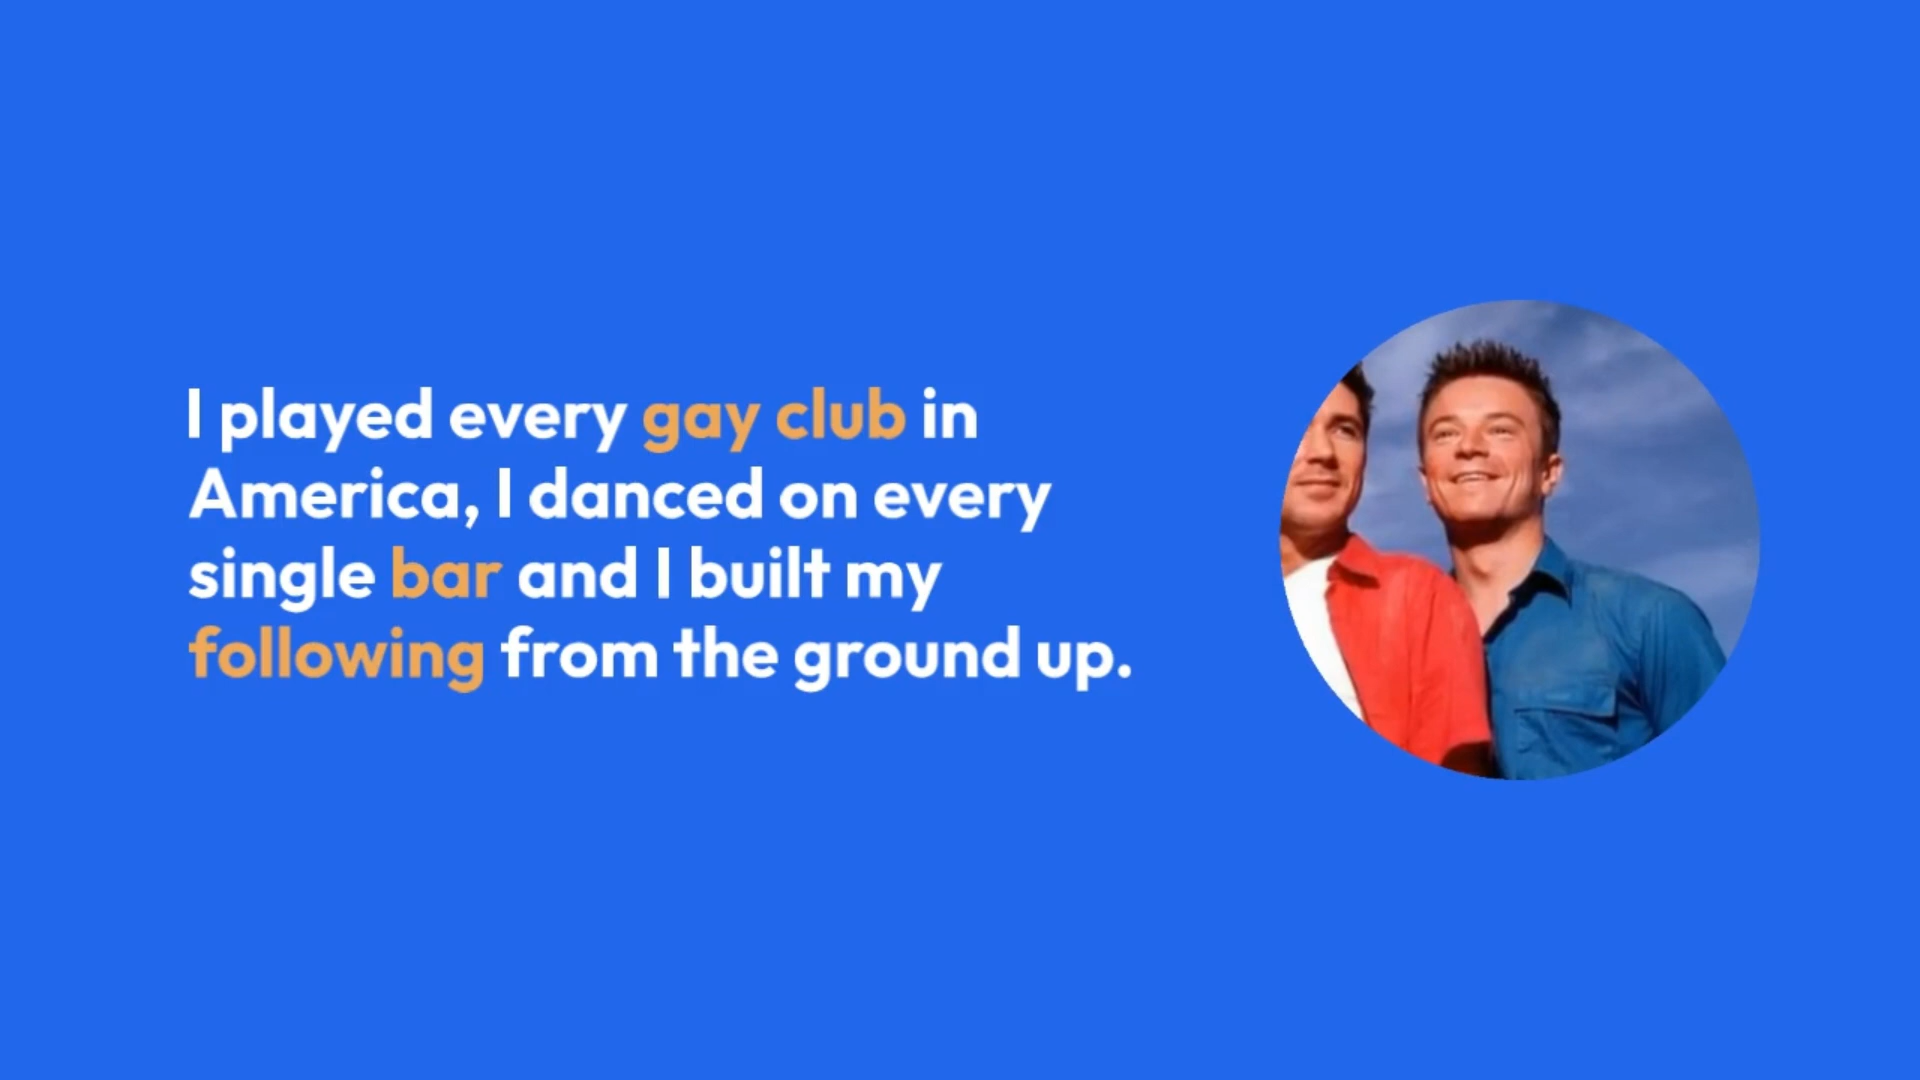 I played every gay club in
America, I danced on every
single bar and I built my
following from the ground up.